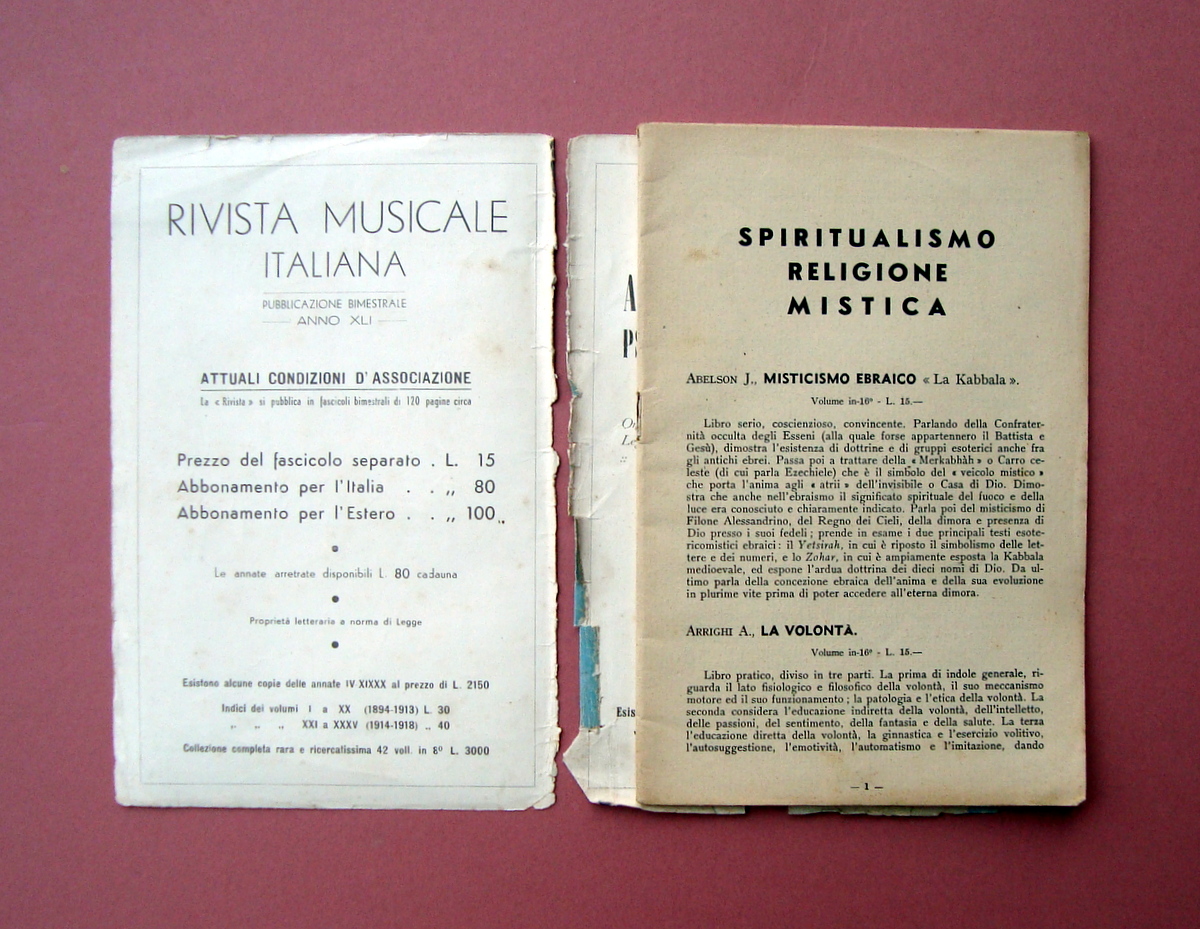 RIVISTA MUSICALE
ITALIANA
PUBBLICAZIONE BIMESTRALE
ANNO XLI
ATTUALI CONDIZIONI D'ASSOCIAZIONE
La « Rivista » si pubblica in fascicoli bimestrali di 120 pagine circa
Prezzo del fascicolo separato . L. 15
Abbonamento per l'Italia . . „ 80
Abbonamento per l'Estero . . „ 100
Le annate arretrate disponibili L. 80 cadauna
Proprietà letteraria a norma di Legge
Esistono alcune copie delle annate IV-XIXXX al prezzo di L. 2150
Indici dei volumi I a XX (1894-1913) L. 30
„ „ „ XXI a XXXV (1914-1918) „ 40
Collezione completa rara e ricercatissima 42 voll. in 8º L. 3000
A
PS
Le
Esis
SPIRITUALISMO
RELIGIONE
MISTICA
ABELSON J., MISTICISMO EBRAICO « La Kabbala ».
Volume in-16º - L. 15.—
Libro serio, coscienzioso, convincente. Parlando della Confrater-
nità occulta degli Esseni (alla quale forse appartennero il Battista e
Gesù), dimostra l'esistenza di dottrine e di gruppi esoterici anche fra
gli antichi ebrei. Passa poi a trattare della « Merkabhàh » o Carro ce-
leste (di cui parla Ezechiele) che è il simbolo del « veicolo mistico »
che porta l'anima agli « atrii » dell'invisibile o Casa di Dio. Dimo-
stra che anche nell'ebraismo il significato spirituale del fuoco e della
luce era conosciuto e chiaramente indicato. Parla poi del misticismo di
Filone Alessandrino, del Regno dei Cieli, della dimora e presenza di
Dio presso i suoi fedeli ; prende in esame i due principali testi esote-
ricomistici ebraici : il Yetsirah, in cui è riposto il simbolismo delle let-
tere e dei numeri, e lo Zohar, in cui è ampiamente esposta la Kabbala
medioevale, ed espone l'ardua dottrina dei dieci nomi di Dio. Da ul-
timo parla della concezione ebraica dell'anima e della sua evoluzione
in plurime vite prima di poter accedere all'eterna dimora.
ARRIGHI A., LA VOLONTÀ.
Volume in-16º - L. 15.—
Libro pratico, diviso in tre parti. La prima di indole generale, ri-
guarda il lato fisiologico e filosofico della volontà, il suo meccanismo
motore ed il suo funzionamento ; la patologia e l'etica della volontà. La
seconda considera l'educazione indiretta della volontà, dell'intelletto,
delle passioni, del sentimento, della fantasia e della salute. La terza
l'educazione diretta della volontà, la ginnastica e l'esercizio volitivo,
l'autosuggestione, l'emotività, l'automatismo e l'imitazione, dando
— 1 —